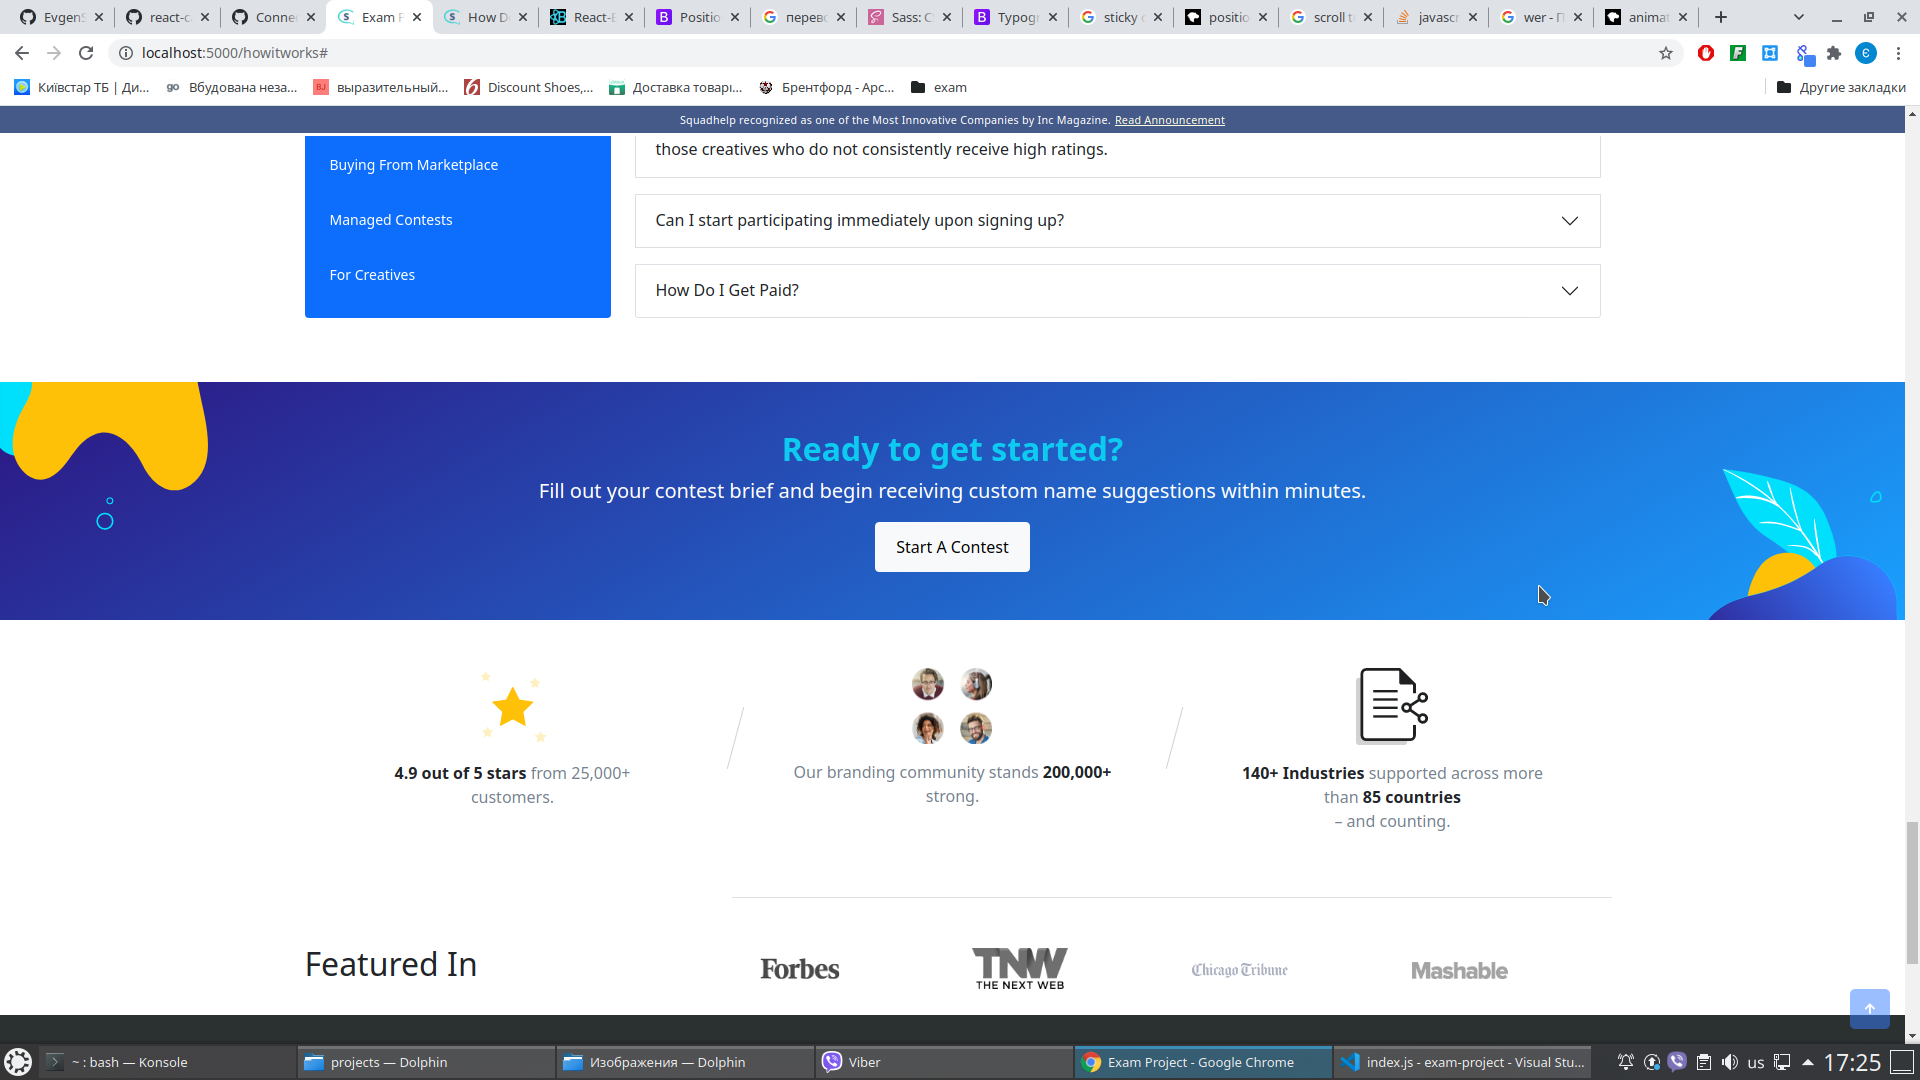 EvgenS
react-c
Conne
Exam P
How D
React-B
Positio
перево
Sass: C
Typogr
sticky
positio
scroll t
javasc
wer - П
animat
localhost:5000/howitworks#
Київстар ТБ | Ди...
Вбудована неза...
выразительный...
Discount Shoes,...
Доставка товарі...
Брентфорд - Арс...
exam
Другие закладки
Squadhelp recognized as one of the Most Innovative Companies by Inc Magazine. Read Announcement
those creatives who do not consistently receive high ratings.
Buying From Marketplace
Managed Contests
For Creatives
Can I start participating immediately upon signing up?
How Do I Get Paid?
Ready to get started?
Fill out your contest brief and begin receiving custom name suggestions within minutes.
Start A Contest
4.9 out of 5 stars from 25,000+
customers.
Our branding community stands 200,000+
strong.
140+ Industries supported across more
than 85 countries
– and counting.
Featured In
Forbes
TNW
THE NEXT WEB
Chicago Tribune
Mashable
~ : bash — Konsole
projects — Dolphin
Изображения — Dolphin
Viber
Exam Project - Google Chrome
index.js - exam-project - Visual Stu...
us
17:25